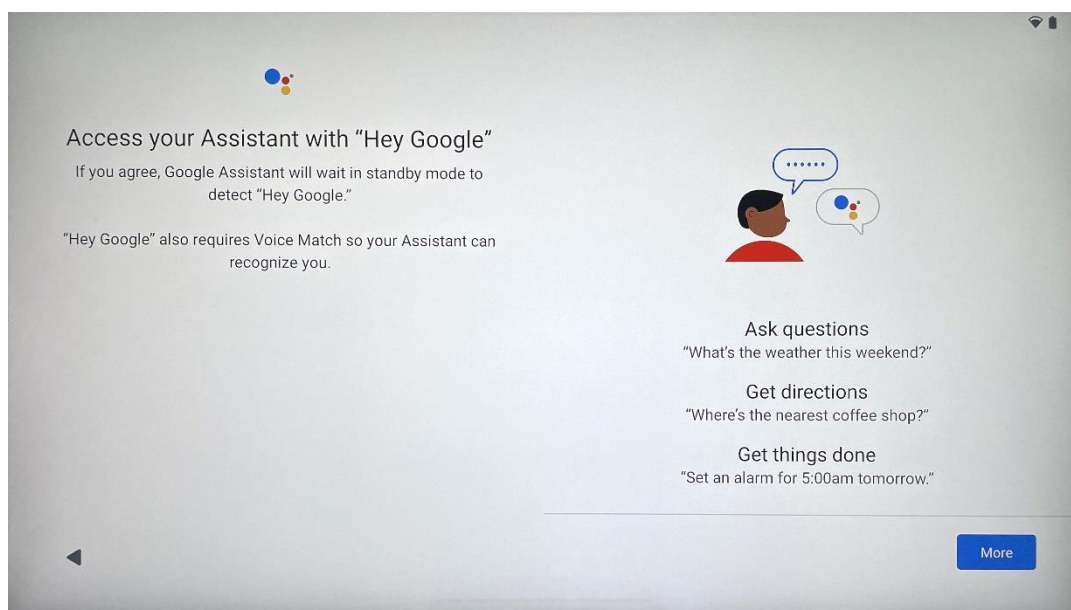 Access your Assistant with “Hey Google”
If you agree, Google Assistant will wait in standby mode to
detect “Hey Google.”
“Hey Google” also requires Voice Match so your Assistant can
recognize you.
Ask questions
“What's the weather this weekend?”
Get directions
“Where's the nearest coffee shop?”
Get things done
“Set an alarm for 5:00am tomorrow.”
More